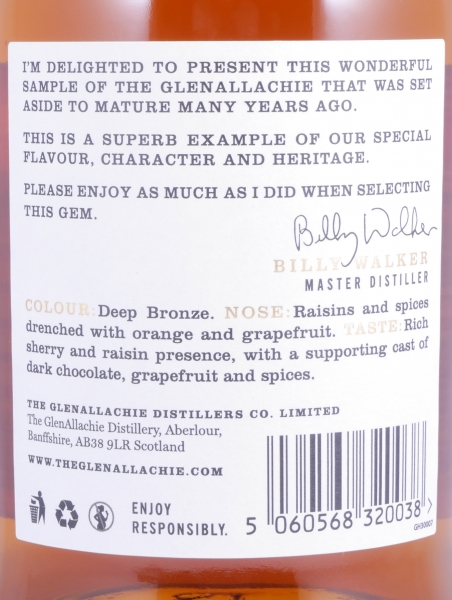 I'M DELIGHTED TO PRESENT THIS WONDERFUL
SAMPLE OF THE GLENALLACHIE THAT WAS SET
ASIDE TO MATURE MANY YEARS AGO.
THIS IS A SUPERB EXAMPLE OF OUR SPECIAL
FLAVOUR, CHARACTER AND HERITAGE.
PLEASE ENJOY AS MUCH AS I DID WHEN SELECTING
THIS GEM.
Billy Walker
BILLY WALKER
MASTER DISTILLER
COLOUR: Deep Bronze. NOSE: Raisins and spices
drenched with orange and grapefruit. TASTE: Rich
sherry and raisin presence, with a supporting cast of
dark chocolate, grapefruit and spices.
THE GLENALLACHIE DISTILLERS CO. LIMITED
The GlenAllachie Distillery, Aberlour,
Banffshire, AB38 9LR Scotland
WWW.THEGLENALLACHIE.COM
ENJOY
RESPONSIBLY.
5 060568 320038 >